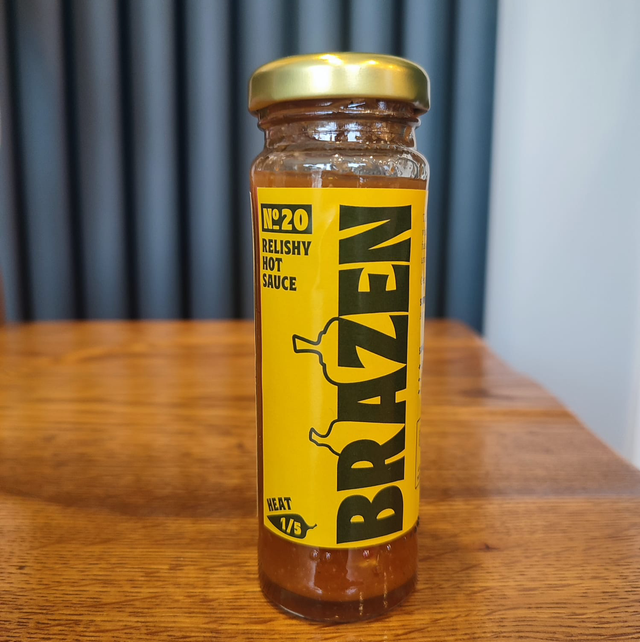 Nº20
RELISHY
HOT
SAUCE
BRAZEN
HEAT
1/5